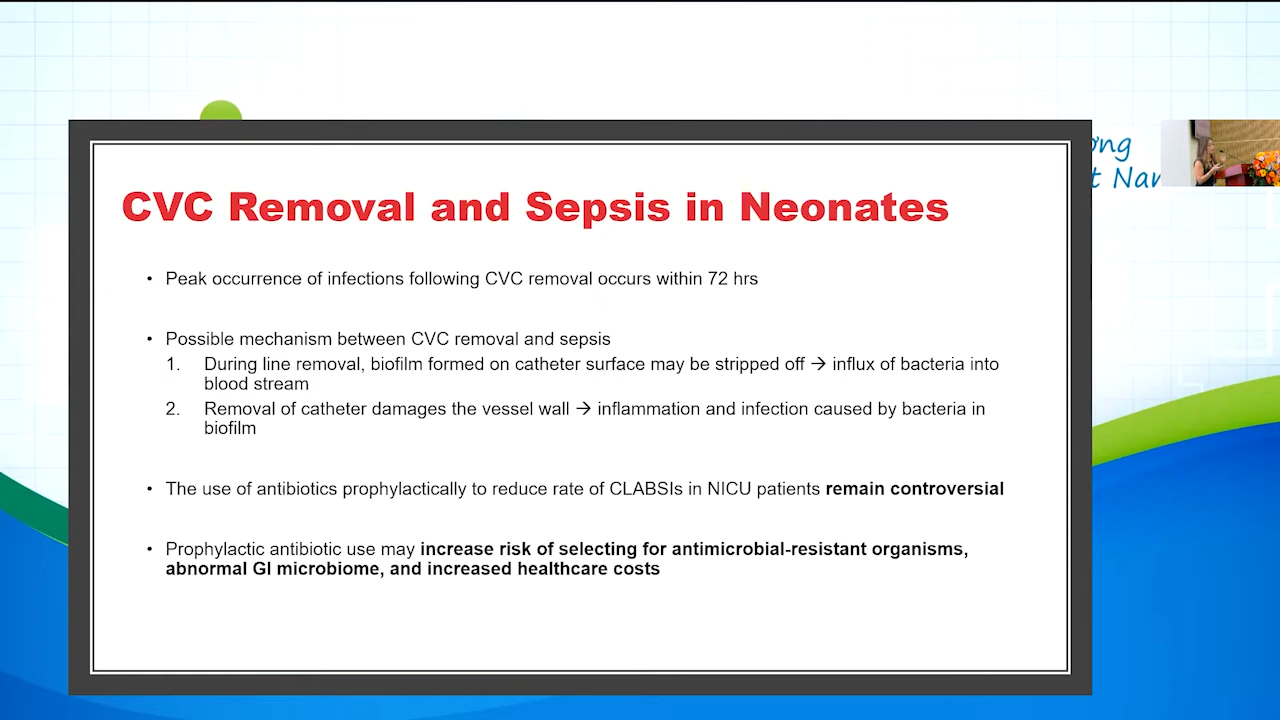 CVC Removal and Sepsis in Neonates
• Peak occurrence of infections following CVC removal occurs within 72 hrs
• Possible mechanism between CVC removal and sepsis
1. During line removal, biofilm formed on catheter surface may be stripped off → influx of bacteria into
blood stream
2. Removal of catheter damages the vessel wall → inflammation and infection caused by bacteria in
biofilm
• The use of antibiotics prophylactically to reduce rate of CLABSIs in NICU patients remain controversial
• Prophylactic antibiotic use may increase risk of selecting for antimicrobial-resistant organisms,
abnormal GI microbiome, and increased healthcare costs